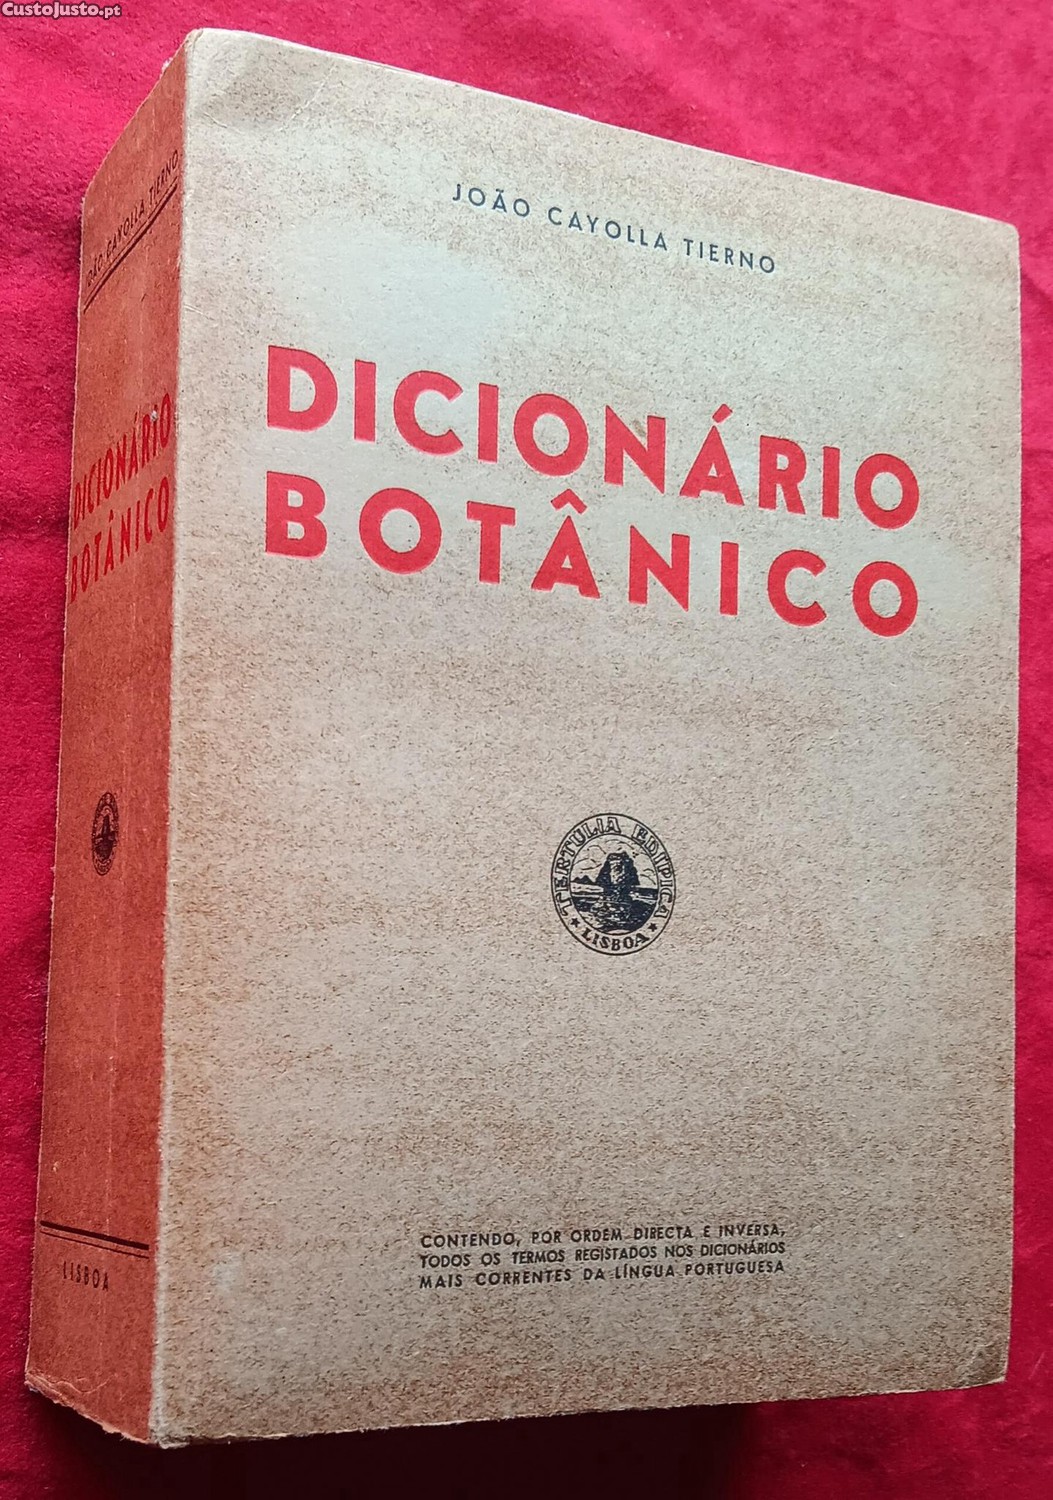 CustoJusto.pt
JOÃO CAYOLLA TIERNO
DICIONÁRIO
BOTÂNICO
LISBOA
JOÃO CAYOLLA TIERNO
DICIONÁRIO
BOTÂNICO
TERTULIA EDIPICA
LISBOA
CONTENDO, POR ORDEM DIRECTA E INVERSA,
TODOS OS TERMOS REGISTADOS NOS DICIONÁRIOS
MAIS CORRENTES DA LÍNGUA PORTUGUESA